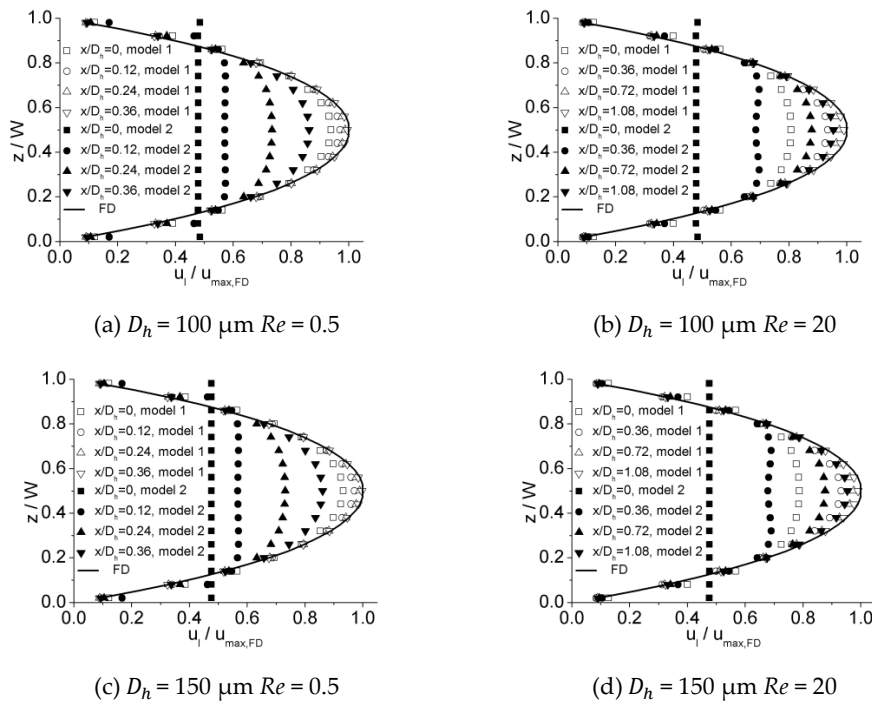 1.0
0.8
0.6
0.4
0.2
0.0
z / W
x/D_h=0, model 1
x/D_h=0.12, model 1
x/D_h=0.24, model 1
x/D_h=0.36, model 1
x/D_h=0, model 2
x/D_h=0.12, model 2
x/D_h=0.24, model 2
x/D_h=0.36, model 2
FD
0.0 0.2 0.4 0.6 0.8 1.0
u_l / u_max,FD
(a) D_h = 100 μm Re = 0.5
1.0
0.8
0.6
0.4
0.2
0.0
z / W
x/D_h=0, model 1
x/D_h=0.36, model 1
x/D_h=0.72, model 1
x/D_h=1.08, model 1
x/D_h=0, model 2
x/D_h=0.36, model 2
x/D_h=0.72, model 2
x/D_h=1.08, model 2
FD
0.0 0.2 0.4 0.6 0.8 1.0
u_l / u_max,FD
(b) D_h = 100 μm Re = 20
1.0
0.8
0.6
0.4
0.2
0.0
z / W
x/D_h=0, model 1
x/D_h=0.12, model 1
x/D_h=0.24, model 1
x/D_h=0.36, model 1
x/D_h=0, model 2
x/D_h=0.12, model 2
x/D_h=0.24, model 2
x/D_h=0.36, model 2
FD
0.0 0.2 0.4 0.6 0.8 1.0
u_l / u_max,FD
(c) D_h = 150 μm Re = 0.5
1.0
0.8
0.6
0.4
0.2
0.0
z / W
x/D_h=0, model 1
x/D_h=0.36, model 1
x/D_h=0.72, model 1
x/D_h=1.08, model 1
x/D_h=0, model 2
x/D_h=0.36, model 2
x/D_h=0.72, model 2
x/D_h=1.08, model 2
FD
0.0 0.2 0.4 0.6 0.8 1.0
u_l / u_max,FD
(d) D_h = 150 μm Re = 20